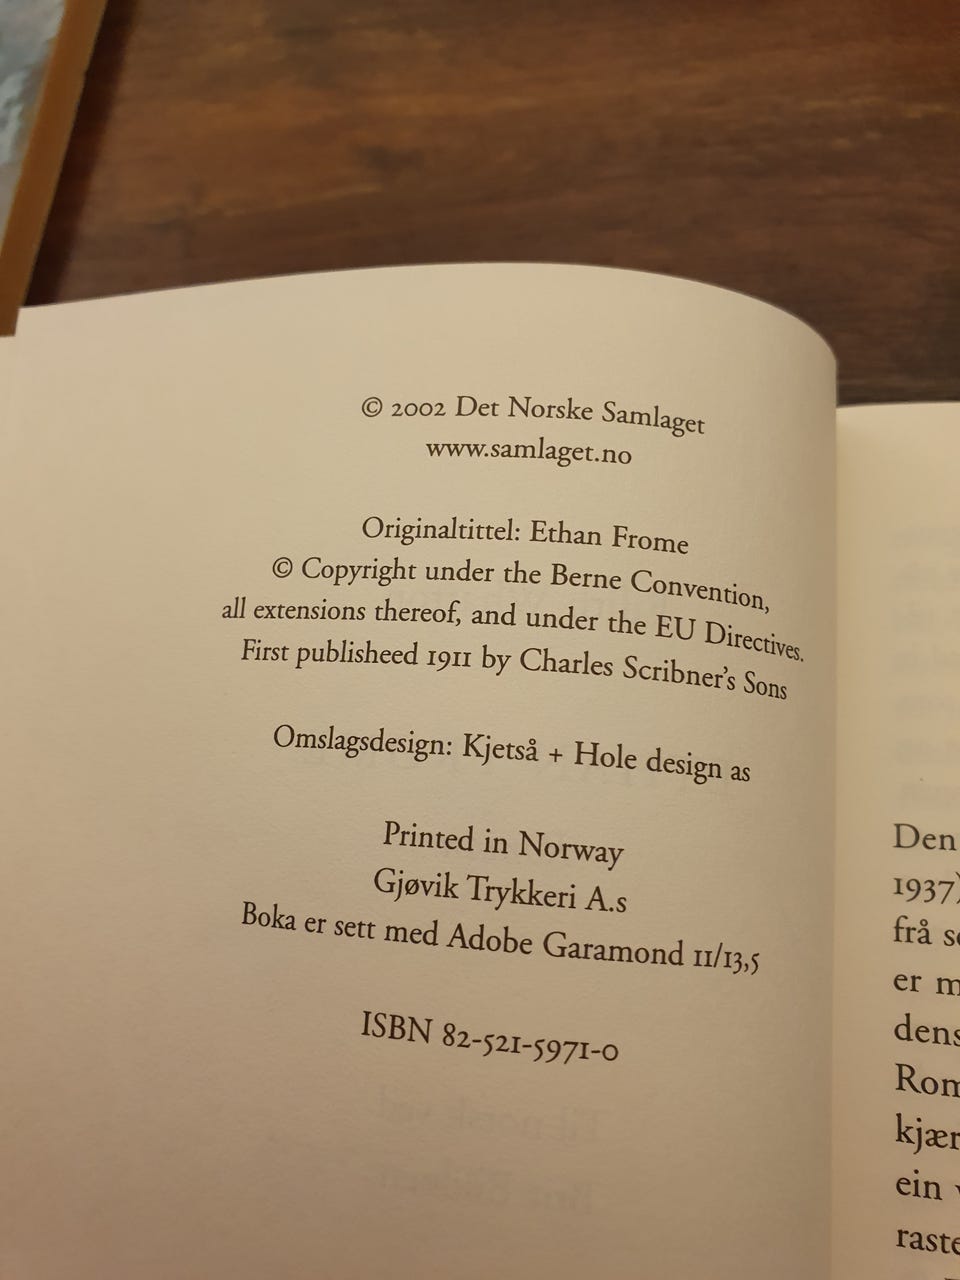 © 2002 Det Norske Samlaget
www.samlaget.no
Originaltittel: Ethan Frome
© Copyright under the Berne Convention,
all extensions thereof, and under the EU Directives.
First publisheed 1911 by Charles Scribner's Sons
Omslagsdesign: Kjetså + Hole design as
Printed in Norway
Gjøvik Trykkeri A.s
Boka er sett med Adobe Garamond 11/13,5
ISBN 82-521-5971-0
Den
1937)
frå
er
dens
Rom
kjær
ein
raste